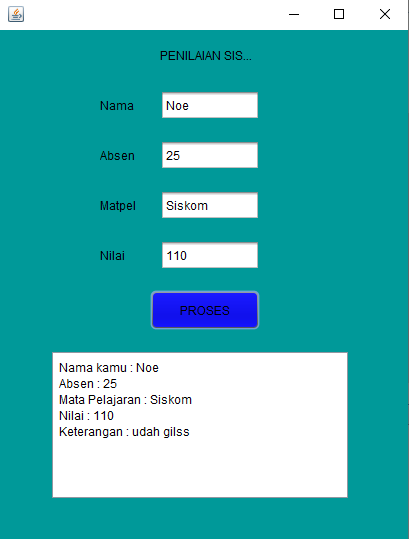 PENILAIAN SIS...
Nama Noe
Absen 25
Matpel Siskom
Nilai 110
PROSES
Nama kamu : Noe
Absen : 25
Mata Pelajaran : Siskom
Nilai : 110
Keterangan : udah gilss